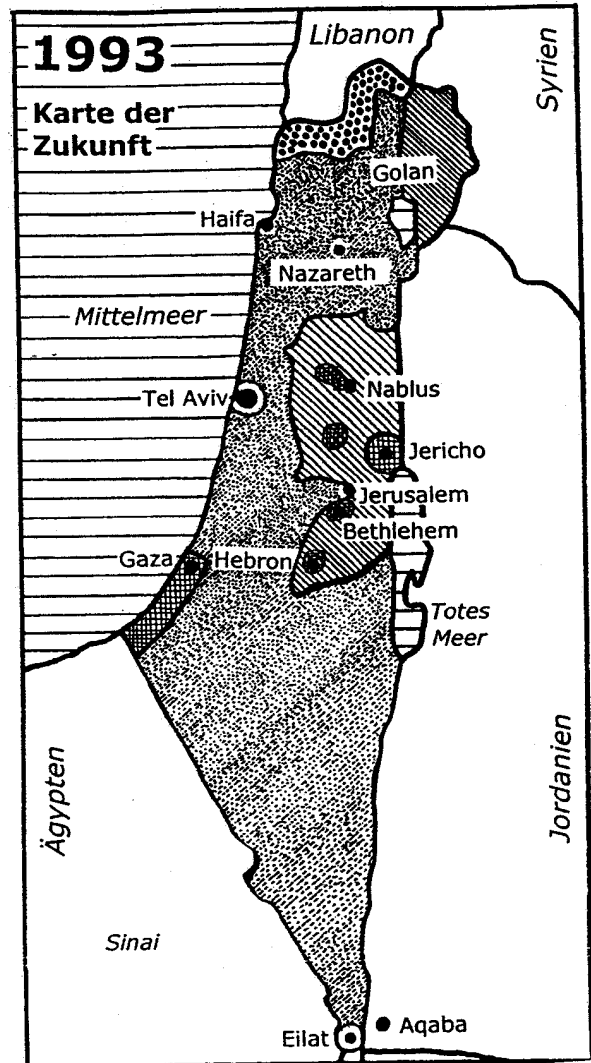 1993
Karte der
Zukunft
Libanon
Syrien
Golan
Haifa
Nazareth
Mittelmeer
Nablus
Tel Aviv
Jericho
Jerusalem
Bethlehem
Gaza
Hebron
Totes
Meer
Ägypten
Jordanien
Sinai
Eilat
Aqaba